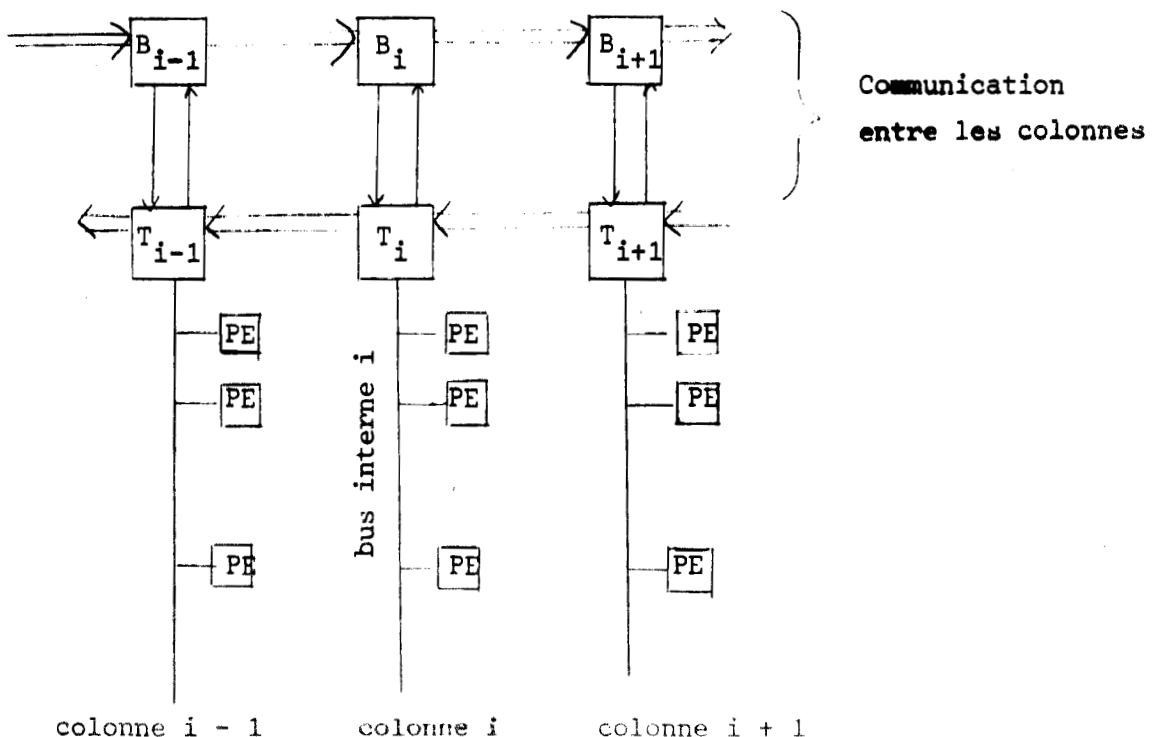 B i-1 B i B i+1
Communication
entre les colonnes
T i-1 T i T i+1
PE PE PE
PE PE PE
bus interne i
PE PE PE
colonne i - 1 colonne i colonne i + 1